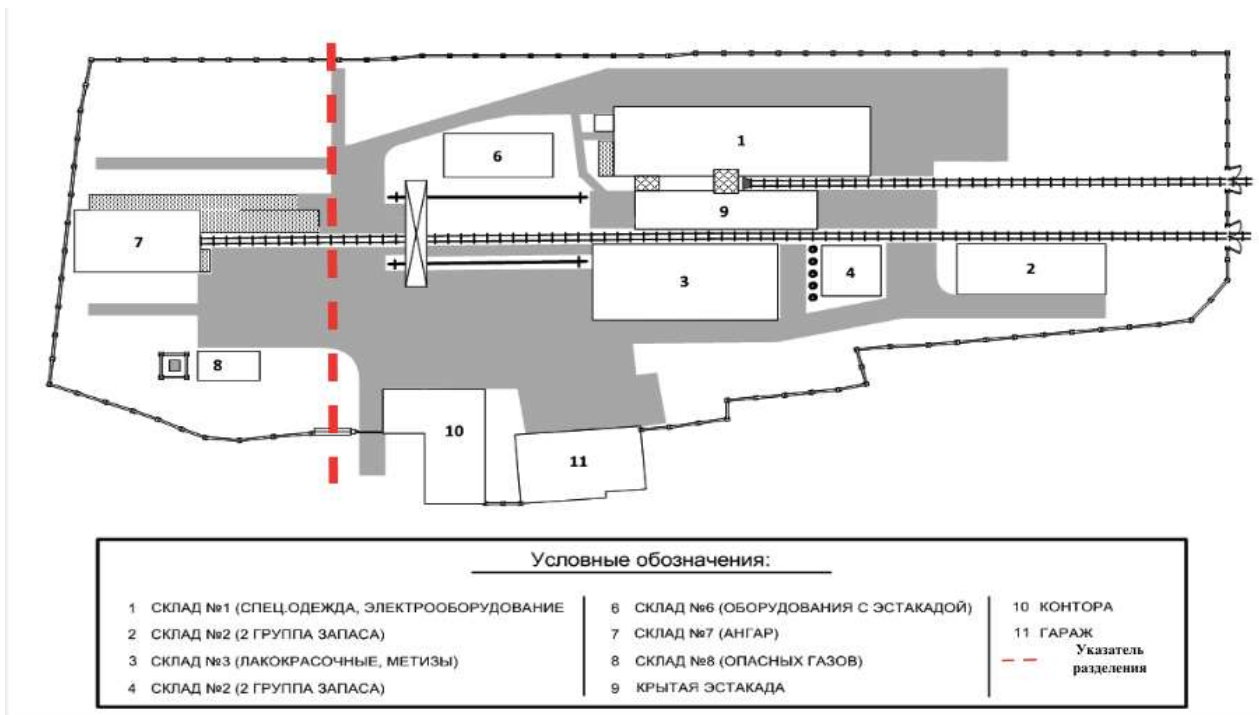 1
6
9
7
3
4
2
8
10
11
Условные обозначения:
1 СКЛАД №1 (СПЕЦ.ОДЕЖДА, ЭЛЕКТРООБОРУДОВАНИЕ
2 СКЛАД №2 (2 ГРУППА ЗАПАСА)
3 СКЛАД №3 (ЛАКОКРАСОЧНЫЕ, МЕТИЗЫ)
4 СКЛАД №2 (2 ГРУППА ЗАПАСА)
6 СКЛАД №6 (ОБОРУДОВАНИЯ С ЭСТАКАДОЙ)
7 СКЛАД №7 (АНГАР)
8 СКЛАД №8 (ОПАСНЫХ ГАЗОВ)
9 КРЫТАЯ ЭСТАКАДА
10 КОНТОРА
11 ГАРАЖ
Указатель
разделения